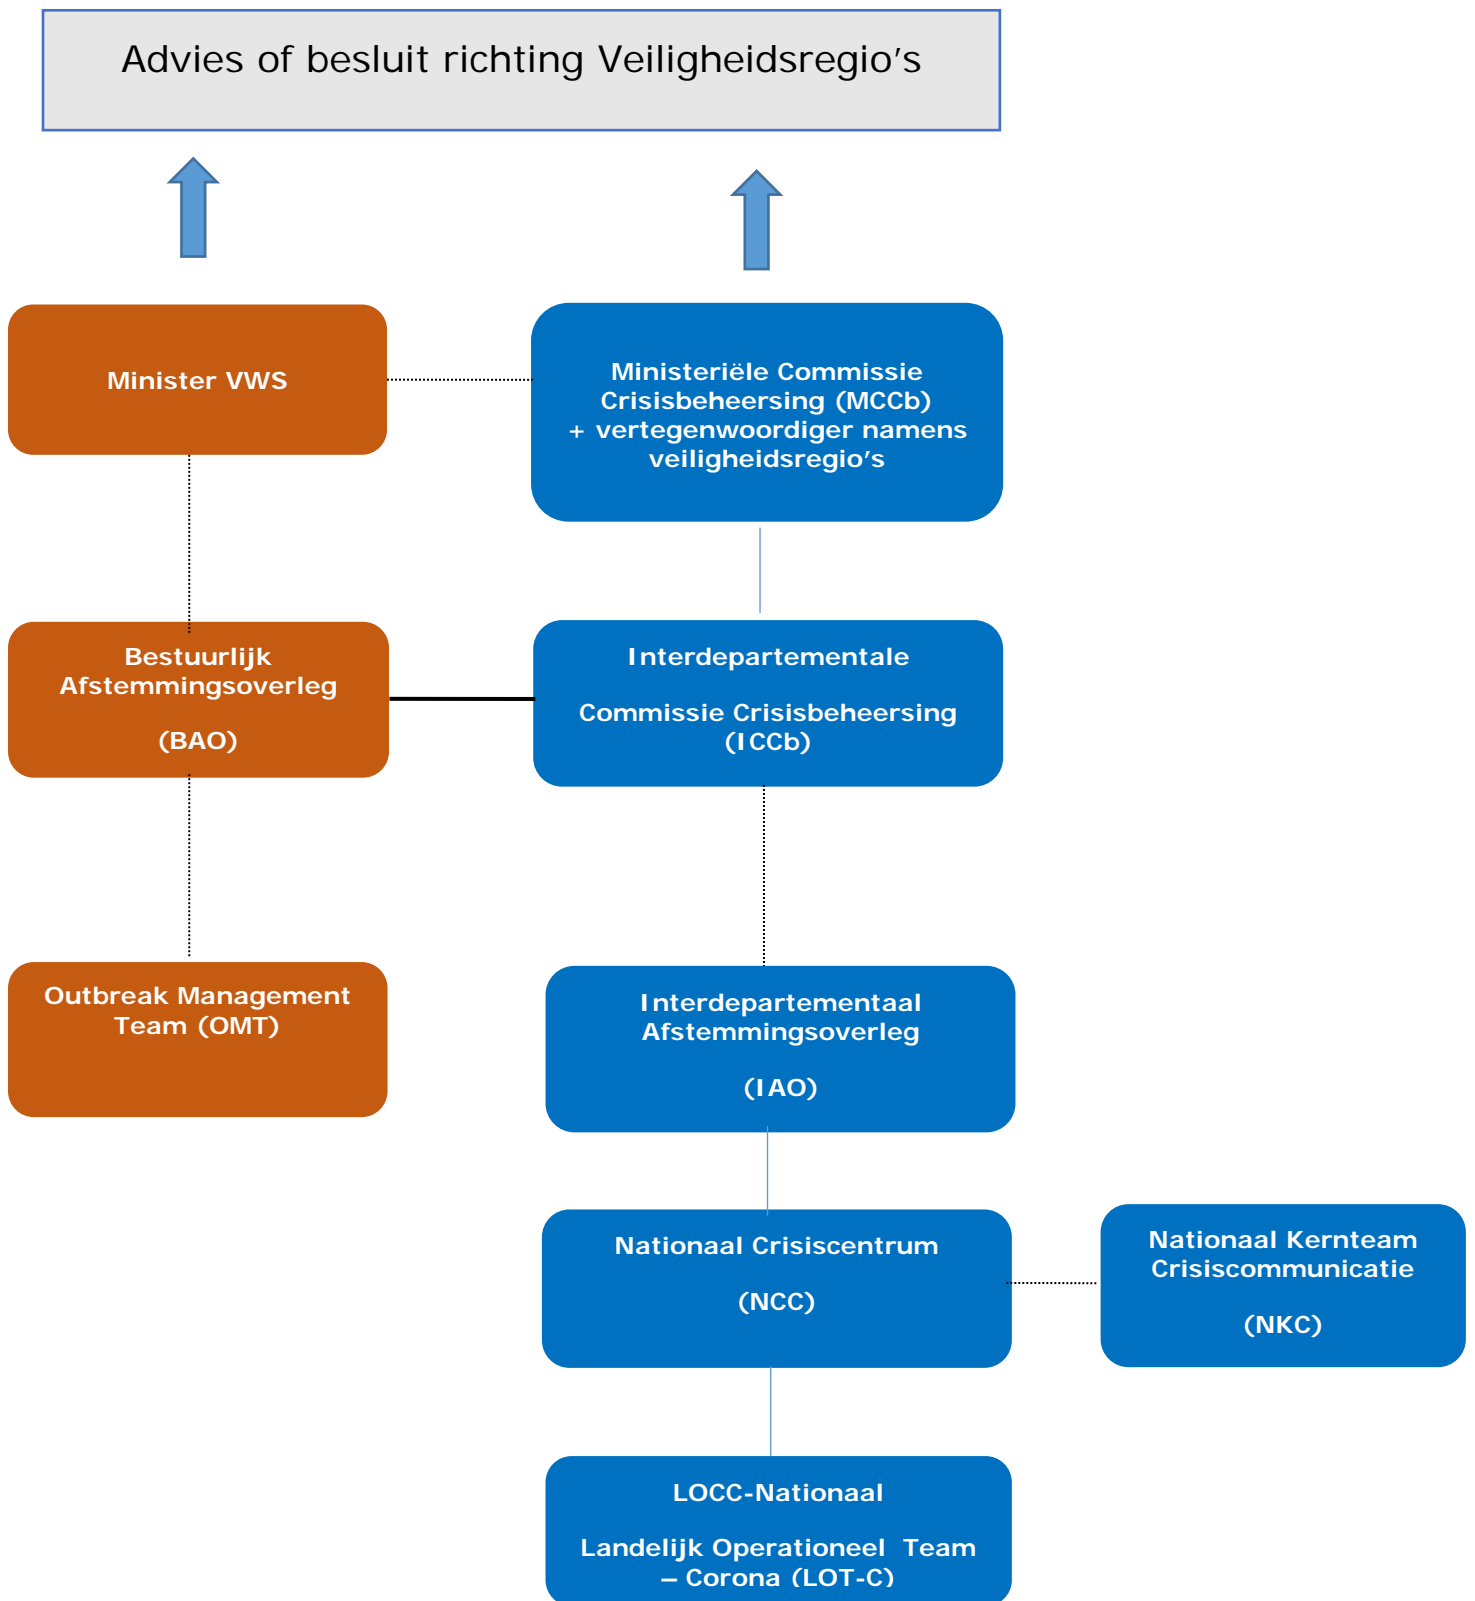 Advies of besluit richting Veiligheidsregio's
Minister VWS
Ministeriële Commissie
Crisisbeheersing (MCCb)
+ vertegenwoordiger namens
veiligheidsregio's
Bestuurlijk
Afstemmingsoverleg
(BAO)
Interdepartementale
Commissie Crisisbeheersing
(ICCb)
Outbreak Management
Team (OMT)
Interdepartementaal
Afstemmingsoverleg
(IAO)
Nationaal Crisiscentrum
(NCC)
Nationaal Kernteam
Crisiscommunicatie
(NKC)
LOCC-Nationaal
Landelijk Operationeel Team
– Corona (LOT-C)